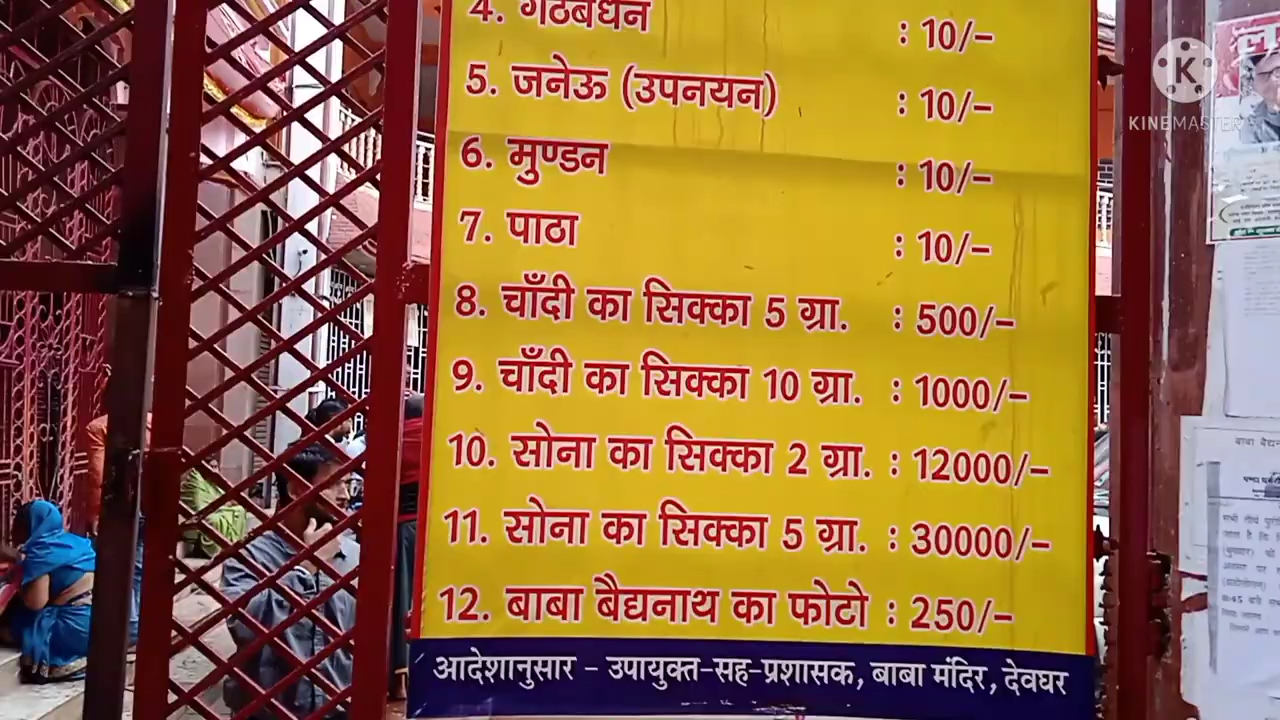 4. गठबंधन : 10/-
5. जनेऊ (उपनयन) : 10/-
6. मुण्डन : 10/-
7. पाठा : 10/-
8. चाँदी का सिक्का 5 ग्रा. : 500/-
9. चाँदी का सिक्का 10 ग्रा. : 1000/-
10. सोना का सिक्का 2 ग्रा. : 12000/-
11. सोना का सिक्का 5 ग्रा. : 30000/-
12. बाबा बैद्यनाथ का फोटो : 250/-
आदेशानुसार - उपायुक्त-सह-प्रशासक, बाबा मंदिर, देवघर
K
KINEMASTER